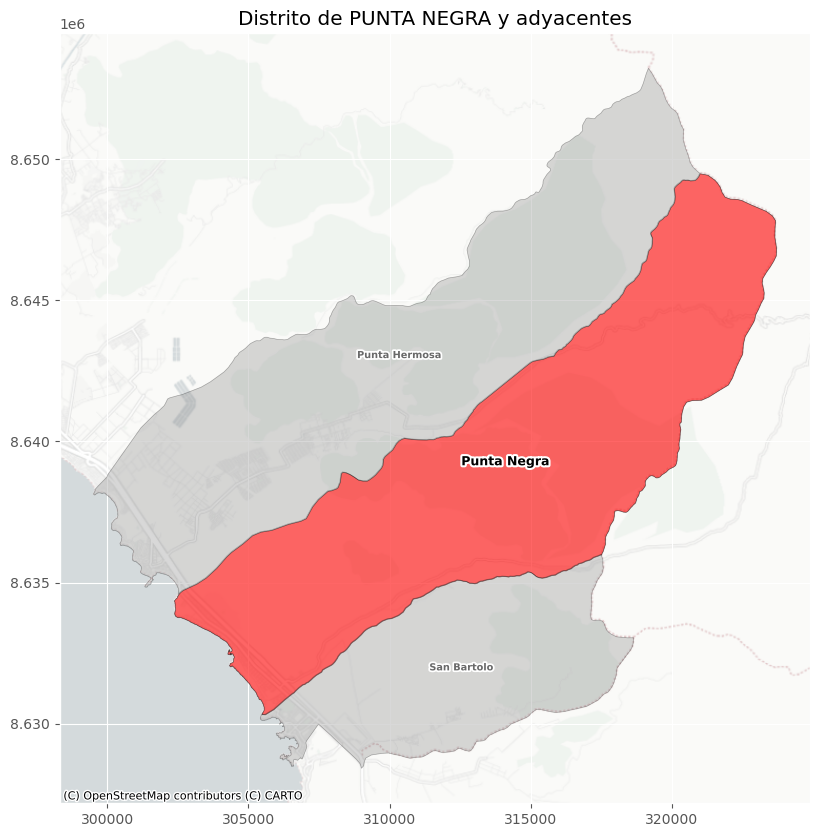 Distrito de PUNTA NEGRA y adyacentes
1e6
8.650
8.645
8.640
8.635
8.630
Punta Hermosa
Punta Negra
San Bartolo
(C) OpenStreetMap contributors (C) CARTO
300000 305000 310000 315000 320000